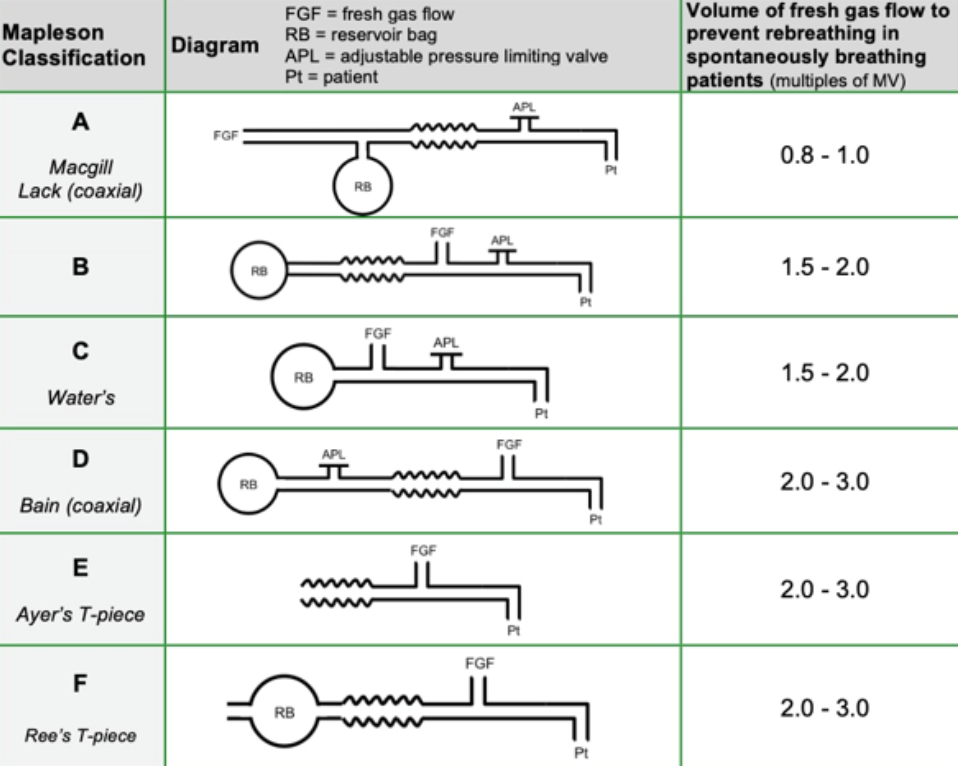 Mapleson
Classification
Diagram
FGF = fresh gas flow
RB = reservoir bag
APL = adjustable pressure limiting valve
Pt = patient
Volume of fresh gas flow to
prevent rebreathing in
spontaneously breathing
patients (multiples of MV)
A
Macgill
Lack (coaxial)
FGF
APL
RB
Pt
0.8 - 1.0
B
RB
FGF
APL
Pt
1.5 - 2.0
C
Water's
RB
FGF
APL
Pt
1.5 - 2.0
D
Bain (coaxial)
RB
APL
FGF
Pt
2.0 - 3.0
E
Ayer's T-piece
FGF
Pt
2.0 - 3.0
F
Ree's T-piece
RB
FGF
Pt
2.0 - 3.0